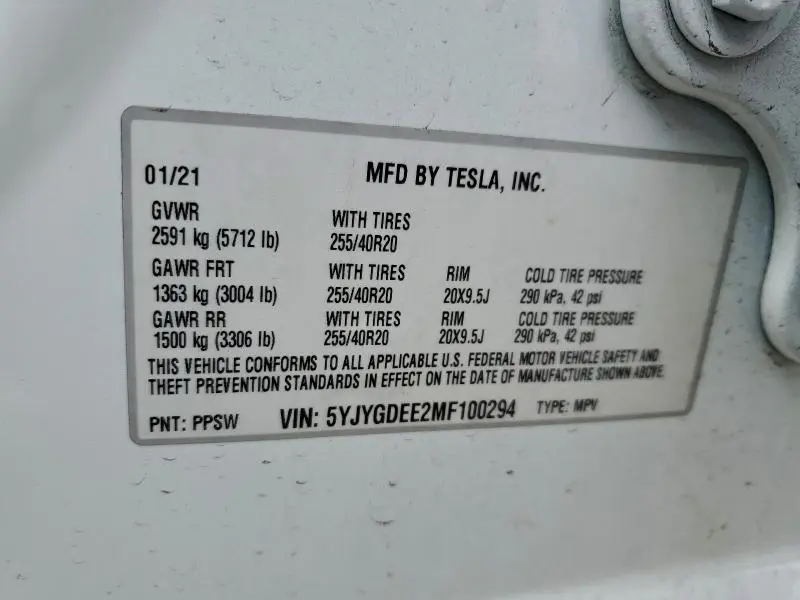 01/21 MFD BY TESLA, INC.
GVWR WITH TIRES
2591 kg (5712 lb) 255/40R20
GAWR FRT WITH TIRES RIM COLD TIRE PRESSURE
1363 kg (3004 lb) 255/40R20 20X9.5J 290 kPa, 42 psi
GAWR RR WITH TIRES RIM COLD TIRE PRESSURE
1500 kg (3306 lb) 255/40R20 20X9.5J 290 kPa, 42 psi
THIS VEHICLE CONFORMS TO ALL APPLICABLE U.S. FEDERAL MOTOR VEHICLE SAFETY AND
THEFT PREVENTION STANDARDS IN EFFECT ON THE DATE OF MANUFACTURE SHOWN ABOVE.
PNT: PPSW VIN: 5YJYGDEE2MF100294 TYPE: MPV